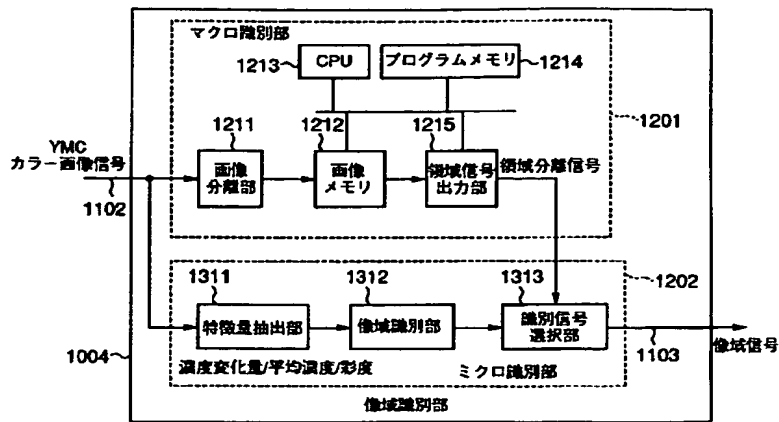 マクロ識別部
1213
CPU
プログラムメモリ
1214
1201
YMC
カラー画像信号
1102
1211
画像
分離部
1212
画像
メモリ
1215
領域信号
出力部
領域分離信号
1202
1311
特徴量抽出部
1312
像域識別部
1313
識別信号
選択部
1103
像域信号
1004
濃度変化量/平均濃度/彩度
ミクロ識別部
像域識別部